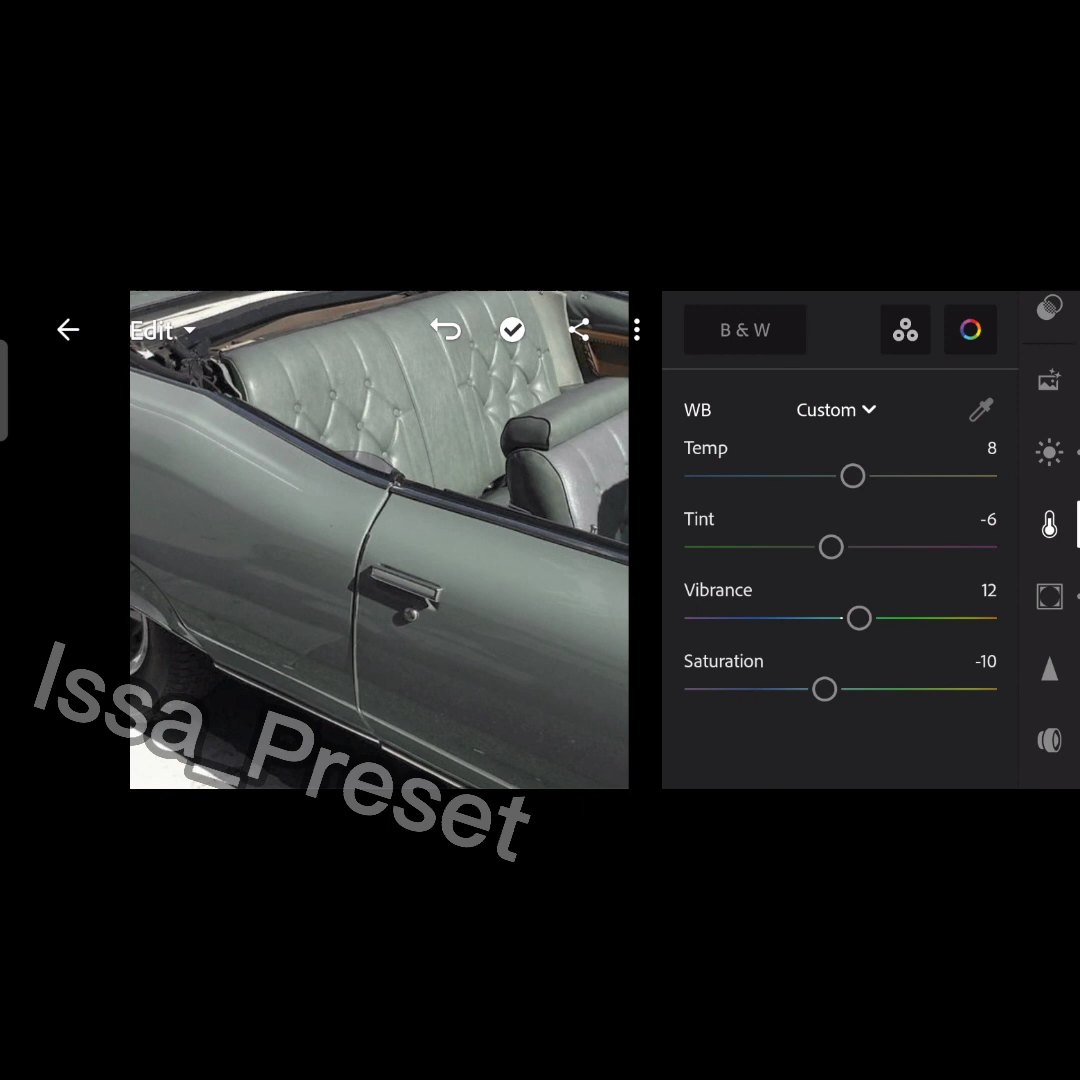 Edit
B & W
WB Custom
Temp 8
Tint -6
Vibrance 12
Saturation -10
Issa_Preset